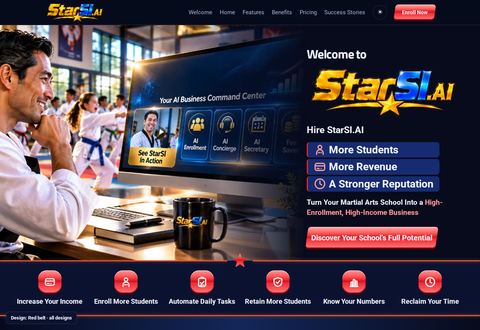 StarSI.AI
Welcome Home Features Benefits Pricing Success Stories
Enroll Now
Welcome to
StarSI.AI
Hire StarSI.AI
More Students
More Revenue
A Stronger Reputation
Turn Your Martial Arts School Into a High-
Enrollment, High-Income Business
Discover Your School's Full Potential
Your AI Business Command Center
See StarSI
In Action
AI
Enrollment
AI
Concierge
AI
Secretary
StarSI.AI
Increase Your Income
Enroll More Students
Automate Daily Tasks
Retain More Students
Know Your Numbers
Reclaim Your Time
Design: Red belt - all designs